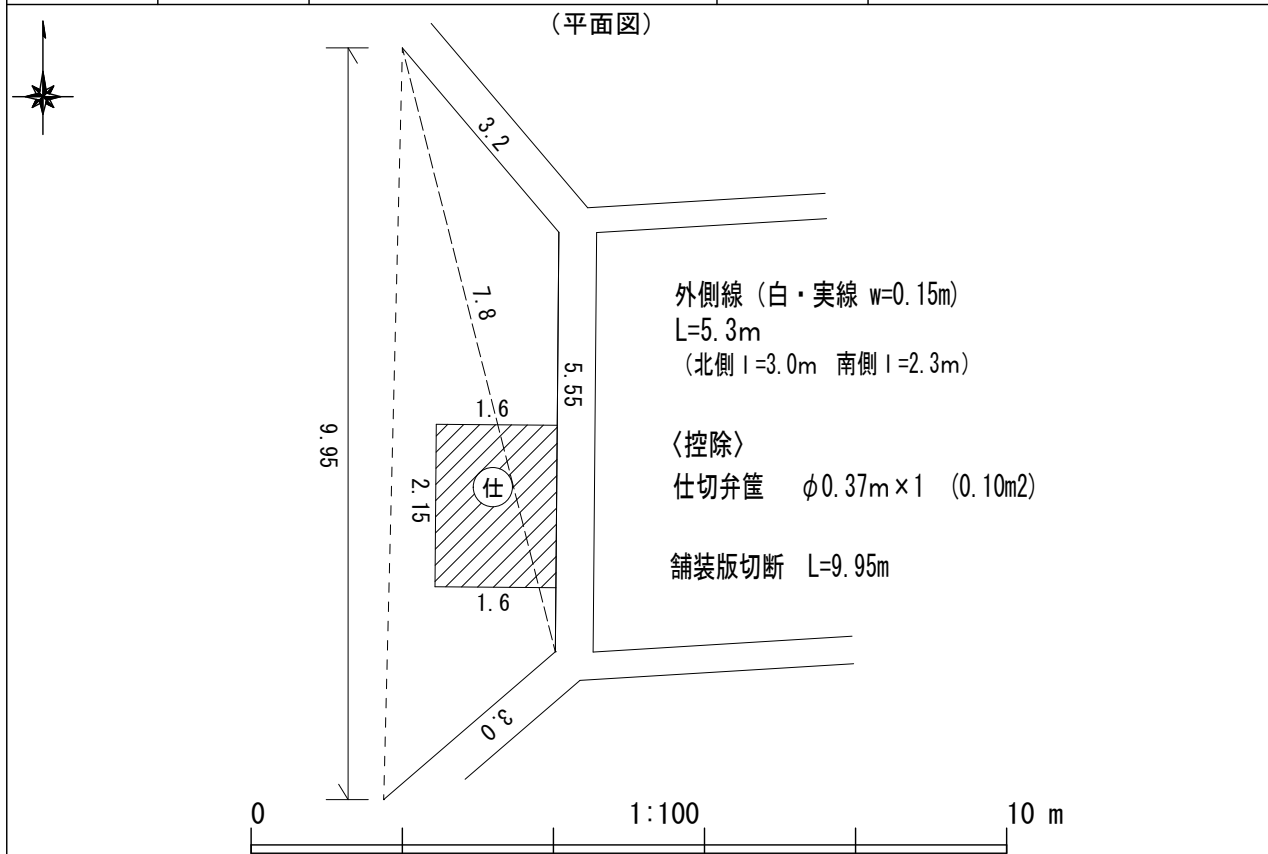 (平面図)
3.2
7.8
5.55
9.95
1.6
2.15
仕
1.6
3.0
外側線 (白・実線 w=0.15m)
L=5.3m
(北側 l=3.0m 南側 l=2.3m)
〈控除〉
仕切弁筐 φ0.37m×1 (0.10m2)
舗装版切断 L=9.95m
0 1:100 10 m